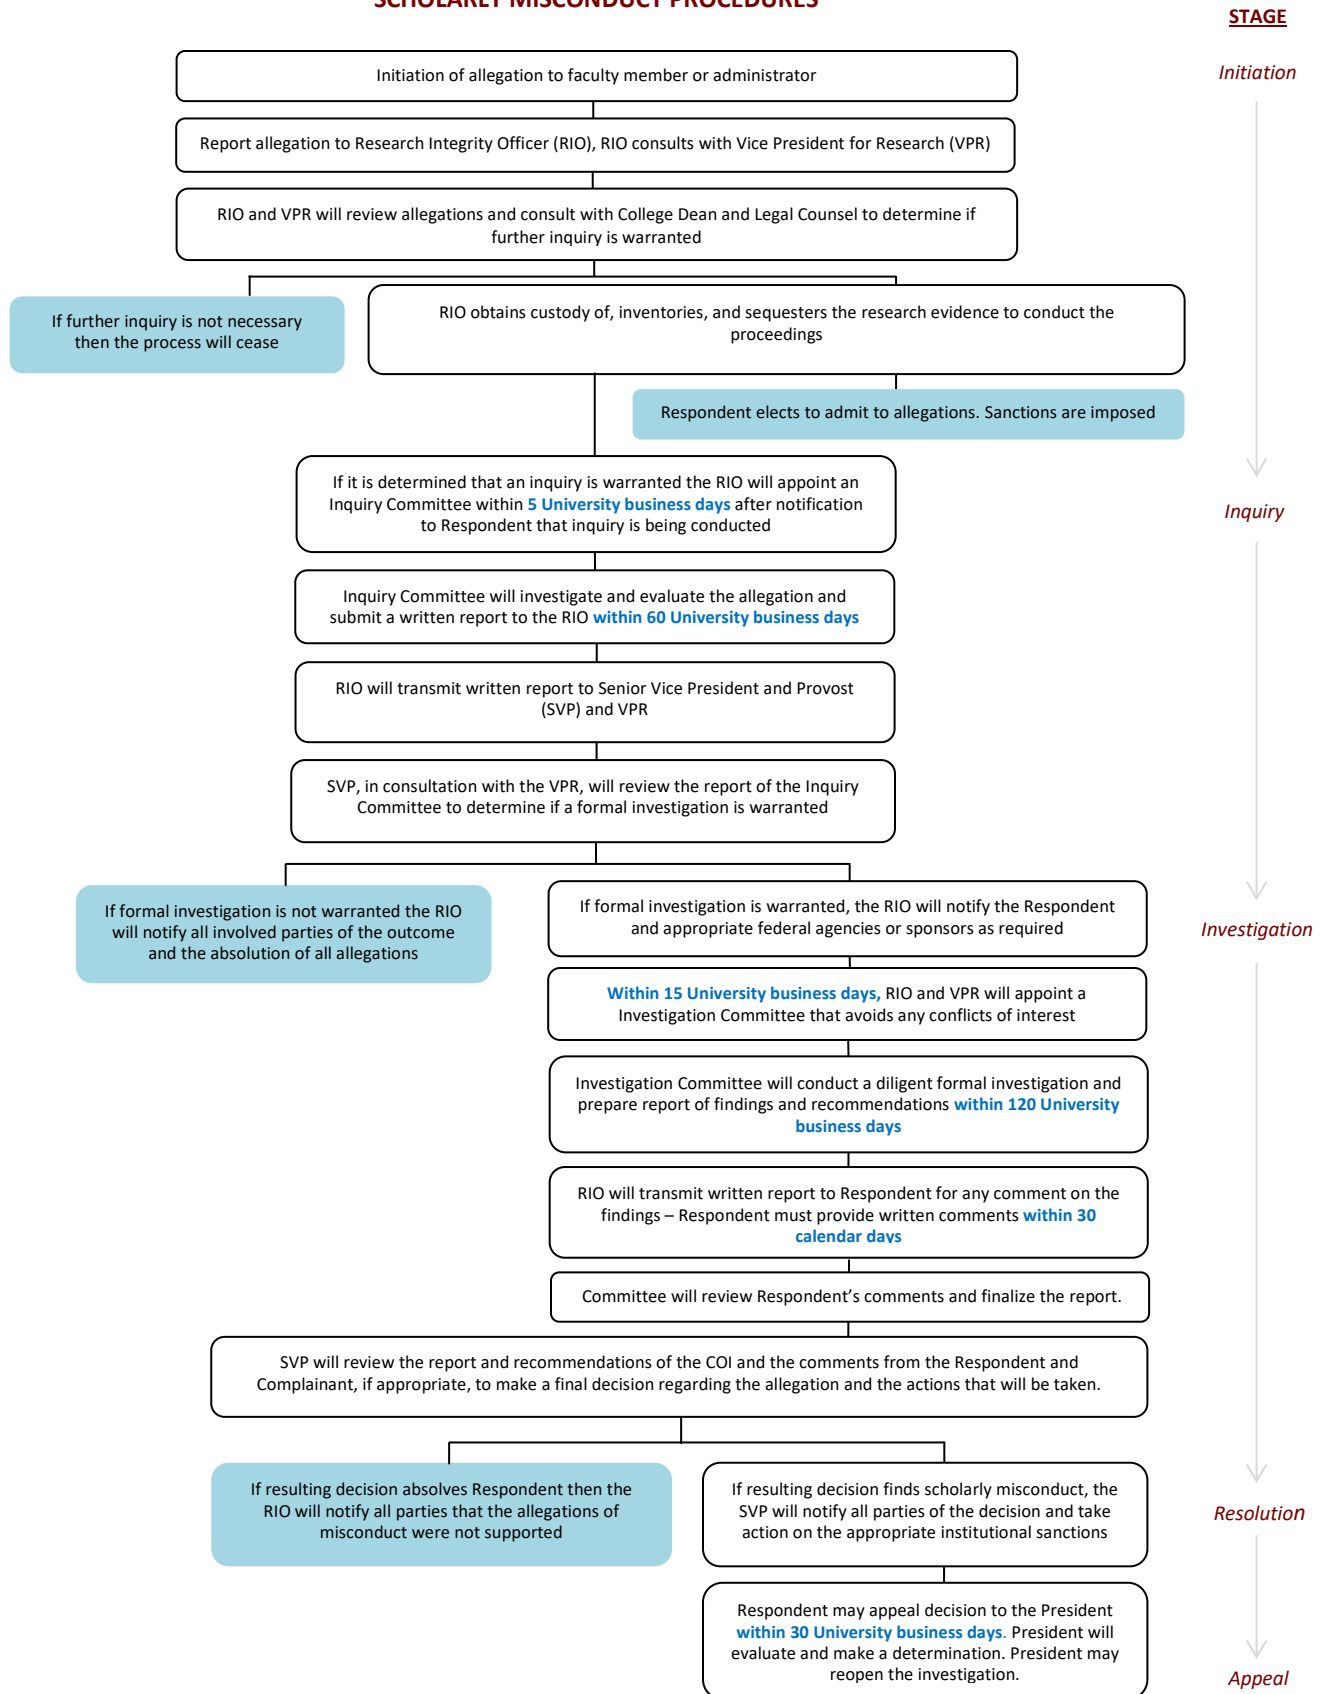 SCHOLARLY MISCONDUCT PROCEDURES
STAGE
Initiation of allegation to faculty member or administrator
Initiation
Report allegation to Research Integrity Officer (RIO), RIO consults with Vice President for Research (VPR)
RIO and VPR will review allegations and consult with College Dean and Legal Counsel to determine if
further inquiry is warranted
If further inquiry is not necessary
then the process will cease
RIO obtains custody of, inventories, and sequesters the research evidence to conduct the
proceedings
Respondent elects to admit to allegations. Sanctions are imposed
If it is determined that an inquiry is warranted the RIO will appoint an
Inquiry Committee within 5 University business days after notification
to Respondent that inquiry is being conducted
Inquiry
Inquiry Committee will investigate and evaluate the allegation and
submit a written report to the RIO within 60 University business days
RIO will transmit written report to Senior Vice President and Provost
(SVP) and VPR
SVP, in consultation with the VPR, will review the report of the Inquiry
Committee to determine if a formal investigation is warranted
If formal investigation is not warranted the RIO
will notify all involved parties of the outcome
and the absolution of all allegations
If formal investigation is warranted, the RIO will notify the Respondent
and appropriate federal agencies or sponsors as required
Investigation
Within 15 University business days, RIO and VPR will appoint a
Investigation Committee that avoids any conflicts of interest
Investigation Committee will conduct a diligent formal investigation and
prepare report of findings and recommendations within 120 University
business days
RIO will transmit written report to Respondent for any comment on the
findings – Respondent must provide written comments within 30
calendar days
Committee will review Respondent’s comments and finalize the report.
SVP will review the report and recommendations of the COI and the comments from the Respondent and
Complainant, if appropriate, to make a final decision regarding the allegation and the actions that will be taken.
If resulting decision absolves Respondent then the
RIO will notify all parties that the allegations of
misconduct were not supported
If resulting decision finds scholarly misconduct, the
SVP will notify all parties of the decision and take
action on the appropriate institutional sanctions
Resolution
Respondent may appeal decision to the President
within 30 University business days. President will
evaluate and make a determination. President may
reopen the investigation.
Appeal